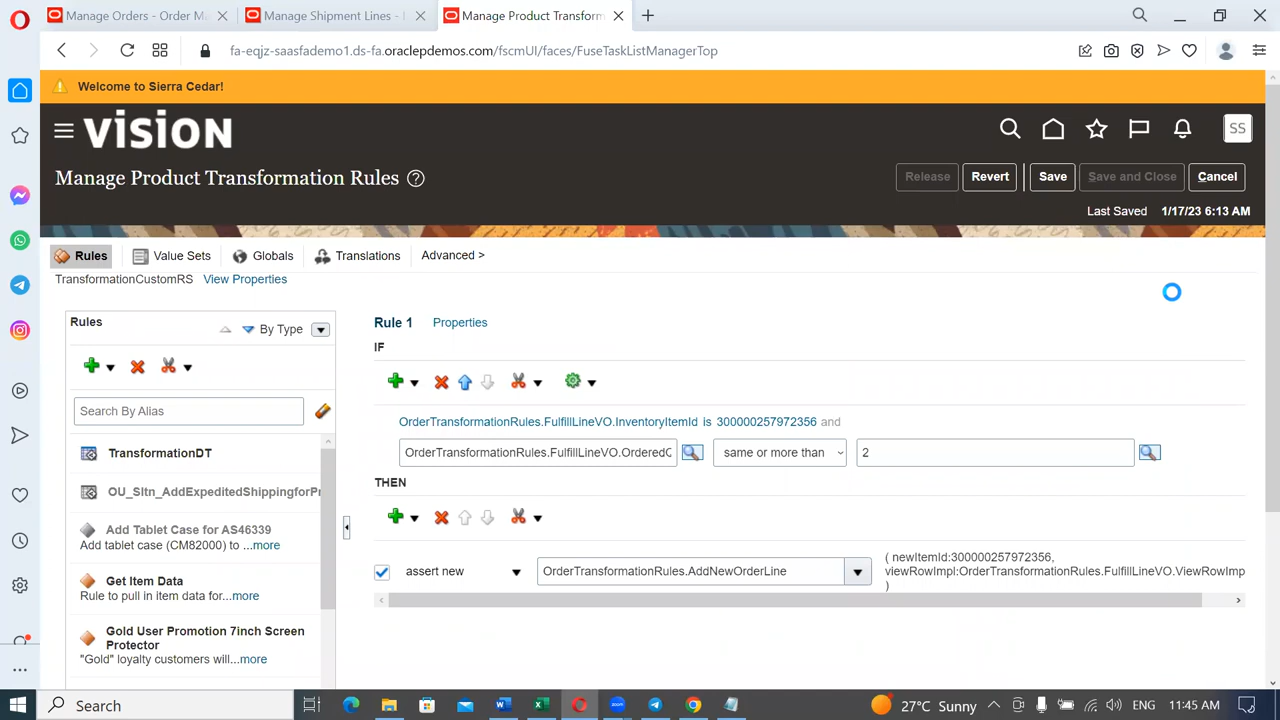 Manage Orders - Order M
Manage Shipment Lines -
Manage Product Transform
fa-eqjz-saasfademo1.ds-fa.oraclepdemos.com/fscmUI/faces/FuseTaskListManagerTop
Welcome to Sierra Cedar!
VISION
SS
Manage Product Transformation Rules
Release
Revert
Save
Save and Close
Cancel
Last Saved 1/17/23 6:13 AM
Rules
Value Sets
Globals
Translations
Advanced >
TransformationCustomRS View Properties
Rules
By Type
Search By Alias
TransformationDT
OU_Sltn_AddExpeditedShippingforPr
Add Tablet Case for AS46339
Add tablet case (CM82000) to ...more
Get Item Data
Rule to pull in item data for...more
Gold User Promotion 7inch Screen
Protector
"Gold" loyalty customers will...more
Rule 1 Properties
IF
OrderTransformationRules.FulfillLineVO.InventoryItemId is 300000257972356 and
OrderTransformationRules.FulfillLineVO.Ordered
same or more than
2
THEN
assert new
OrderTransformationRules.AddNewOrderLine
( newItemId:300000257972356,
viewRowImpl:OrderTransformationRules.FulfillLineVO.ViewRowImp
)
Search
27°C Sunny
ENG
11:45 AM